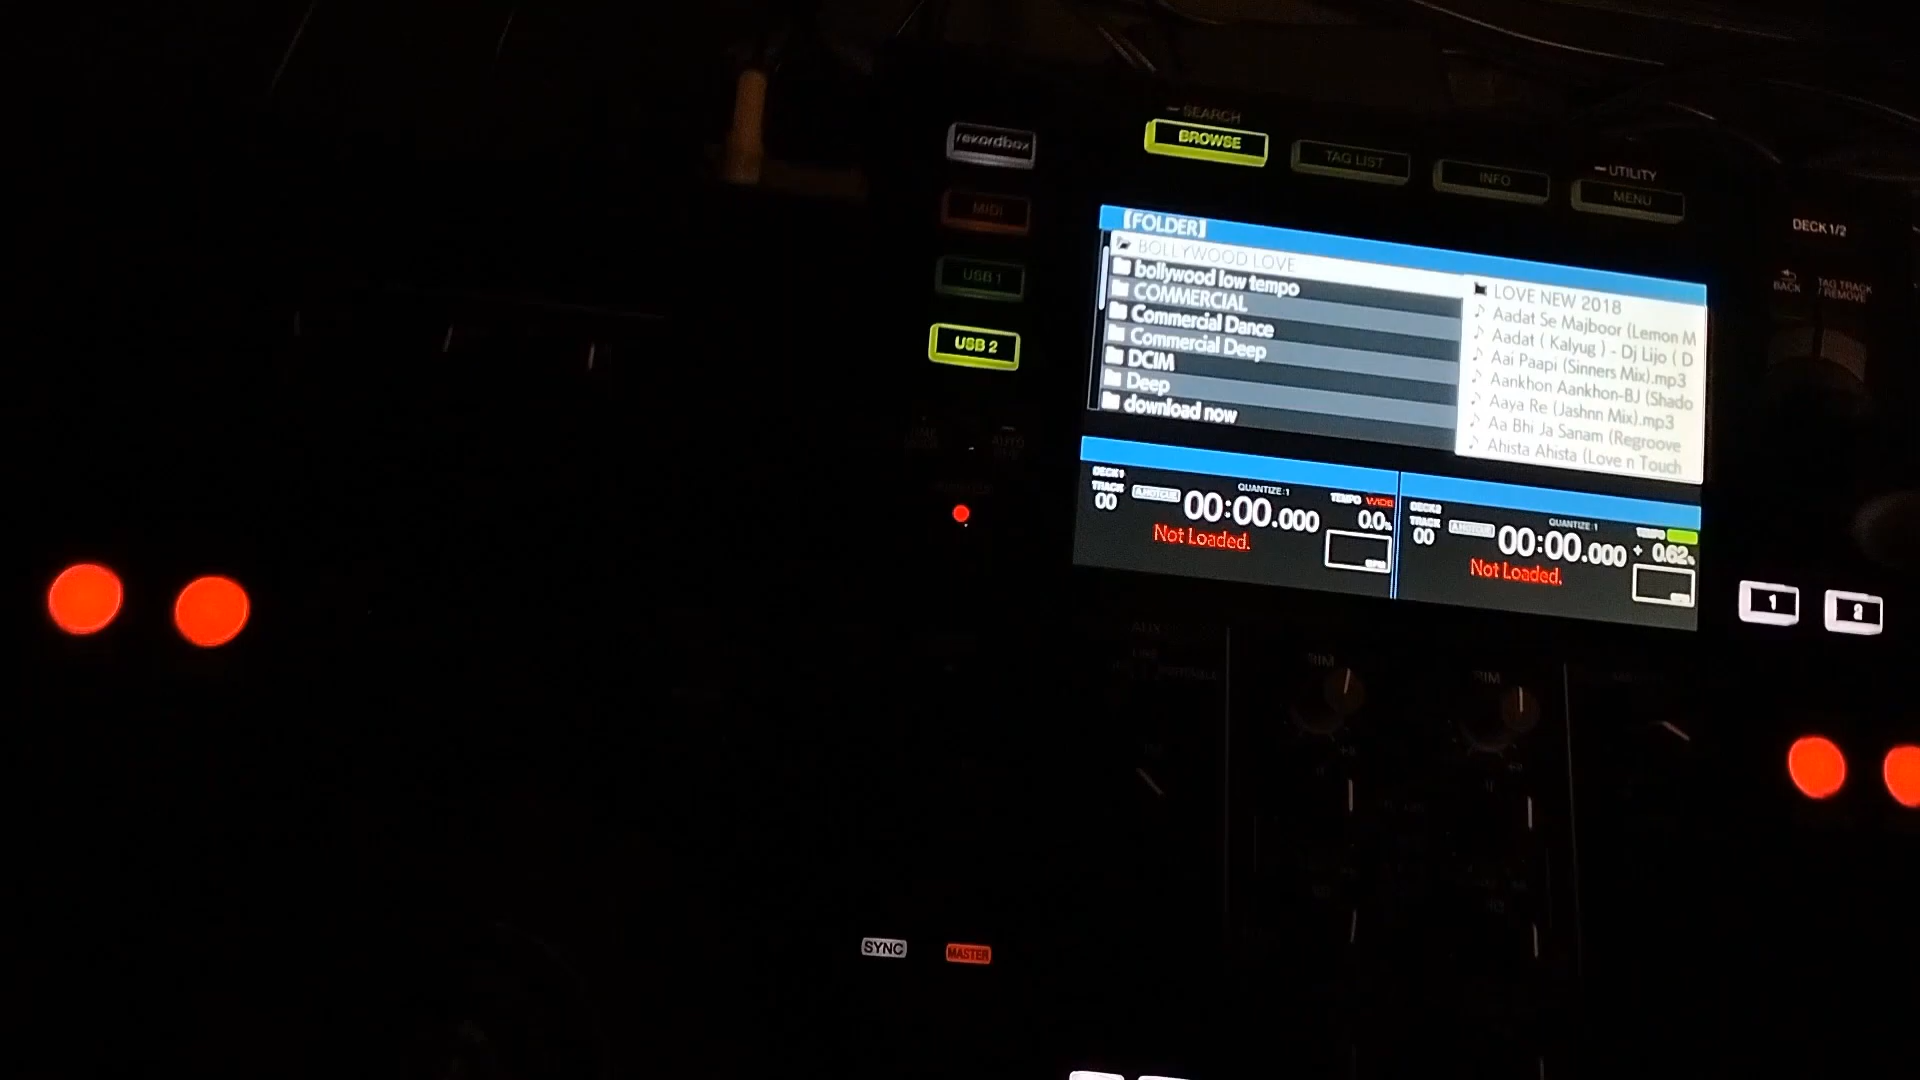 SEARCH
rekordbox
BROWSE
TAG LIST
INFO
UTILITY
MENU
MIDI
DECK 1/2
USB 1
BACK
TAG TRACK
/ REMOVE
USB 2
[FOLDER]
BOLLYWOOD LOVE
bollywood low tempo
COMMERCIAL
Commercial Dance
Commercial Deep
DCIM
Deep
download now
LOVE NEW 2018
Aadat Se Majboor (Lemon M
Aadat ( Kalyug ) - Dj Lijo ( D
Aai Paapi (Sinners Mix).mp3
Aankhon Aankhon-BJ (Shado
Aaya Re (Jashnn Mix).mp3
Aa Bhi Ja Sanam (Regroove
Ahista Ahista (Love n Touch
DECK1
TRACK
00
A.HOTCUE
QUANTIZE:1
00:00.000
TEMPO WIDE
0.0%
Not Loaded.
BPM
DECK2
TRACK
00
A.HOTCUE
QUANTIZE:1
00:00.000
TEMPO
+ 0.62%
Not Loaded.
1
2
SYNC
MASTER